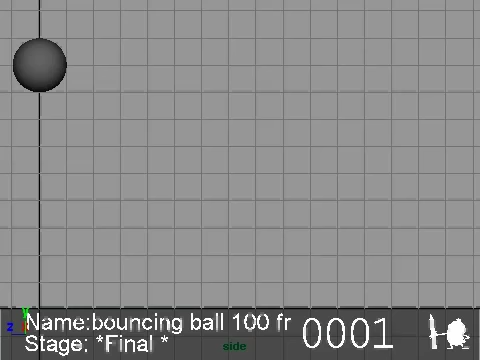 Name:bouncing ball 100 fr
0001
Stage: *Final *
y
z
side